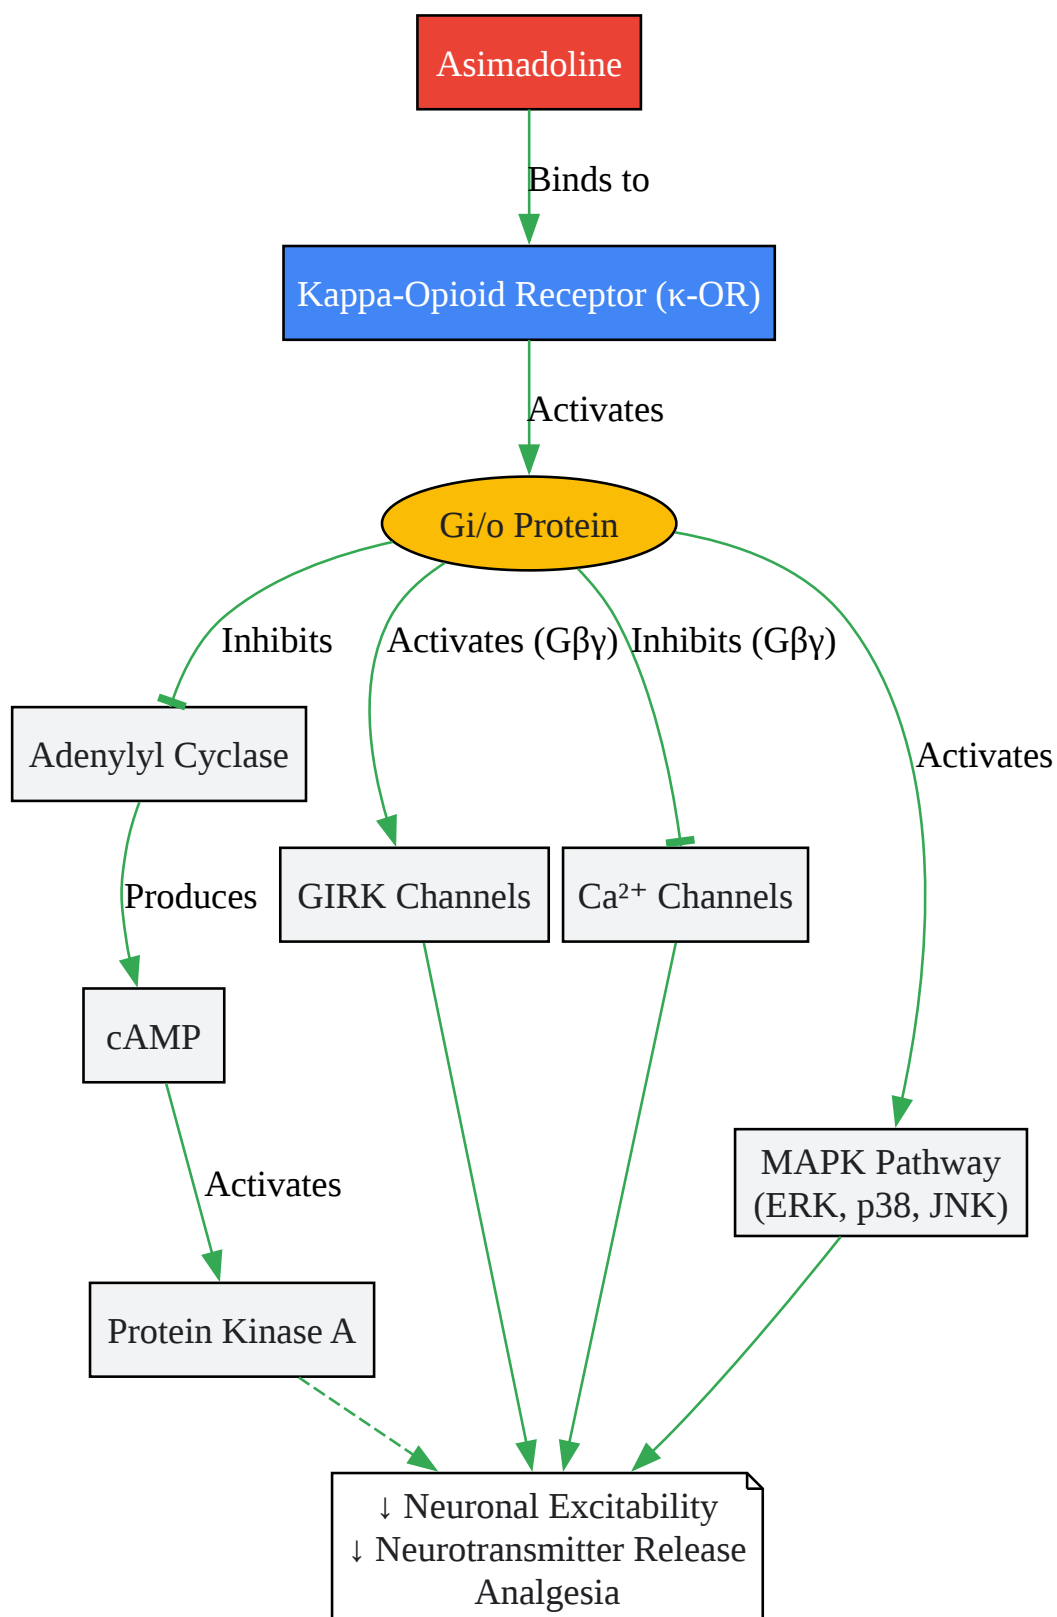 Asimadoline
Binds to
Kappa-Opioid Receptor (κ-OR)
Activates
Gi/o Protein
Inhibits
Activates (Gβγ)
Inhibits (Gβγ)
Adenylyl Cyclase
Activates
Produces
GIRK Channels
Ca²⁺ Channels
cAMP
MAPK Pathway
(ERK, p38, JNK)
Activates
Protein Kinase A
↓ Neuronal Excitability
↓ Neurotransmitter Release
Analgesia